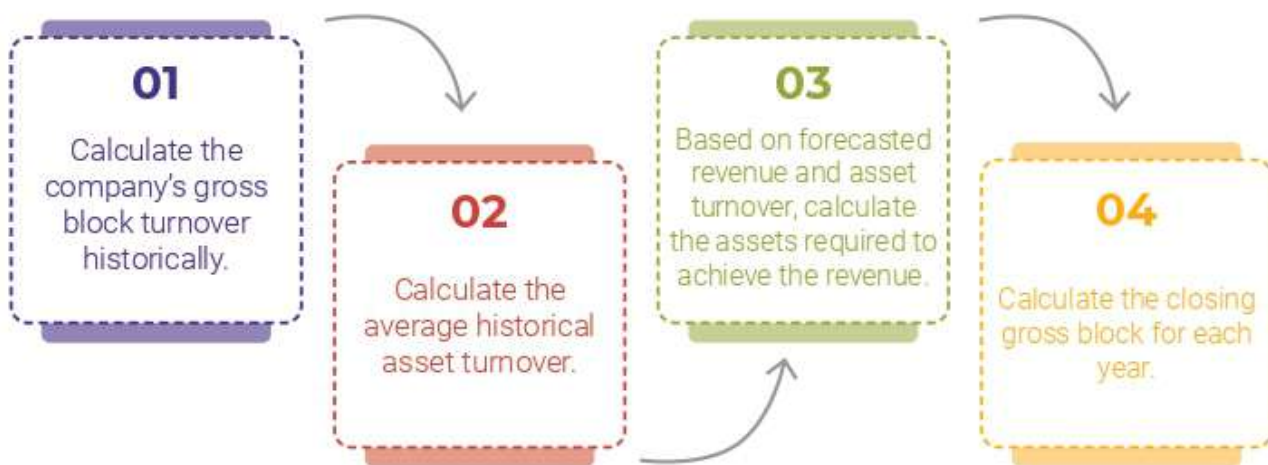 01
Calculate the
company's gross
block turnover
historically.
02
Calculate the
average historical
asset turnover.
03
Based on forecasted
revenue and asset
turnover, calculate
the assets required to
achieve the revenue.
04
Calculate the closing
gross block for each
year.